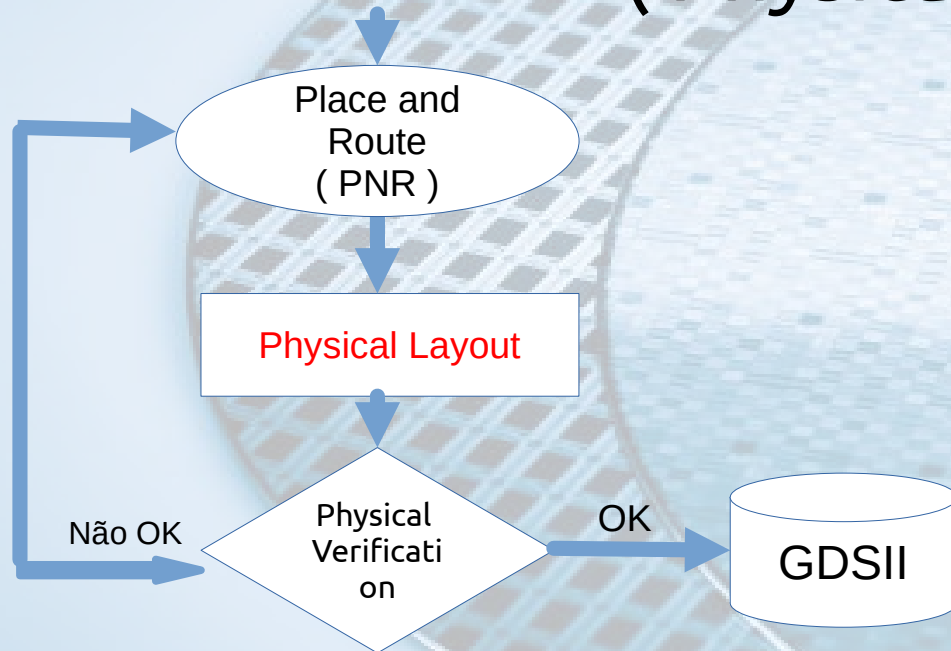 Place and
Route
( PNR )
Physical Layout
Physical
Verificati
on
Não OK
OK
GDSII